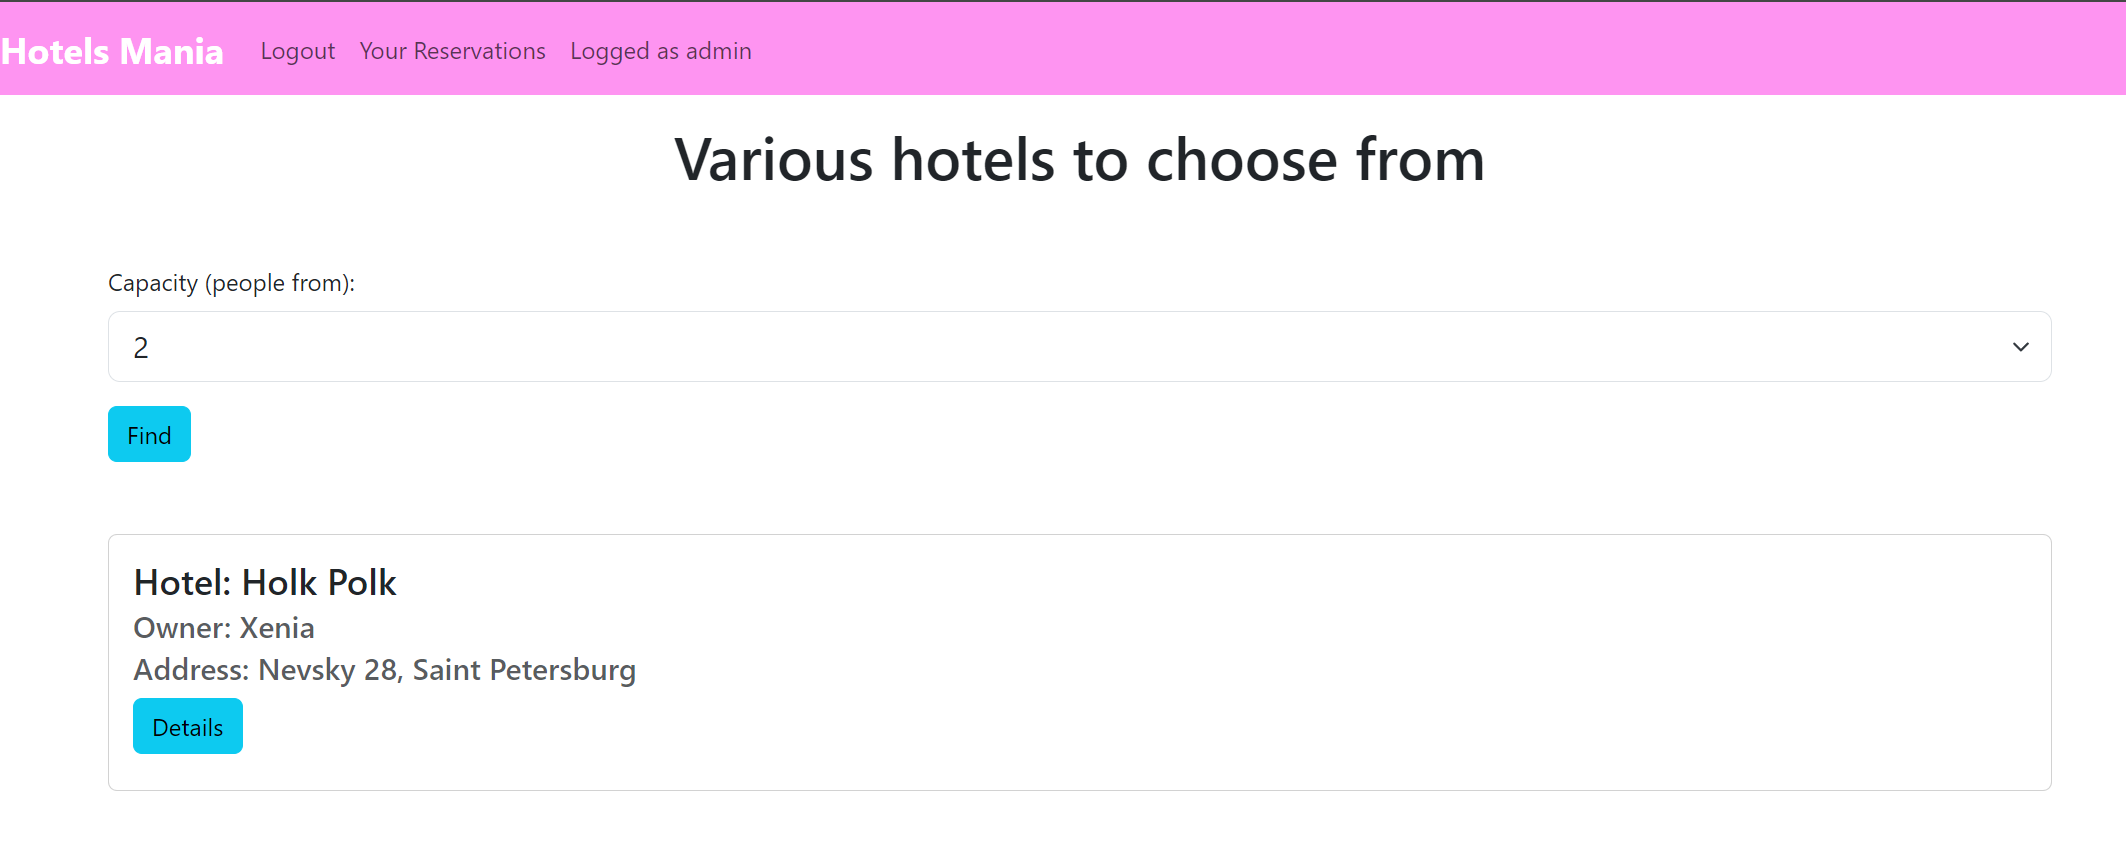 Hotels Mania Logout Your Reservations Logged as admin
Various hotels to choose from
Capacity (people from):
2
Find
Hotel: Holk Polk
Owner: Xenia
Address: Nevsky 28, Saint Petersburg
Details